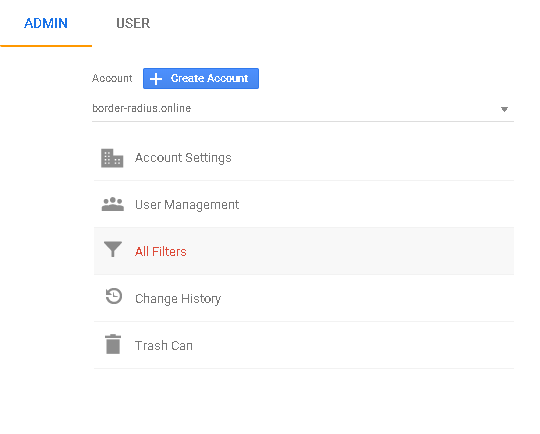 ADMIN USER
Account Create Account
border-radius.online
Account Settings
User Management
All Filters
Change History
Trash Can